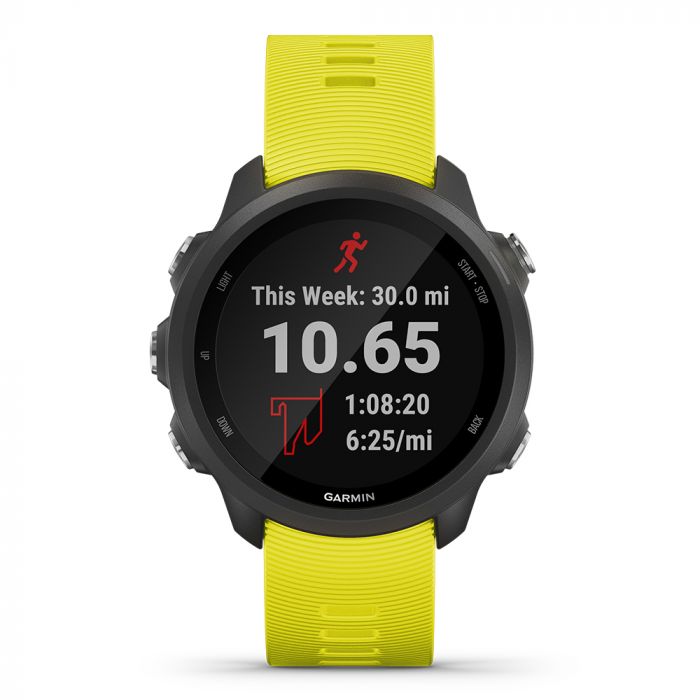 This Week: 30.0 mi
10.65
1:08:20
6:25/mi
GARMIN
LIGHT
UP
DOWN
START • STOP
BACK